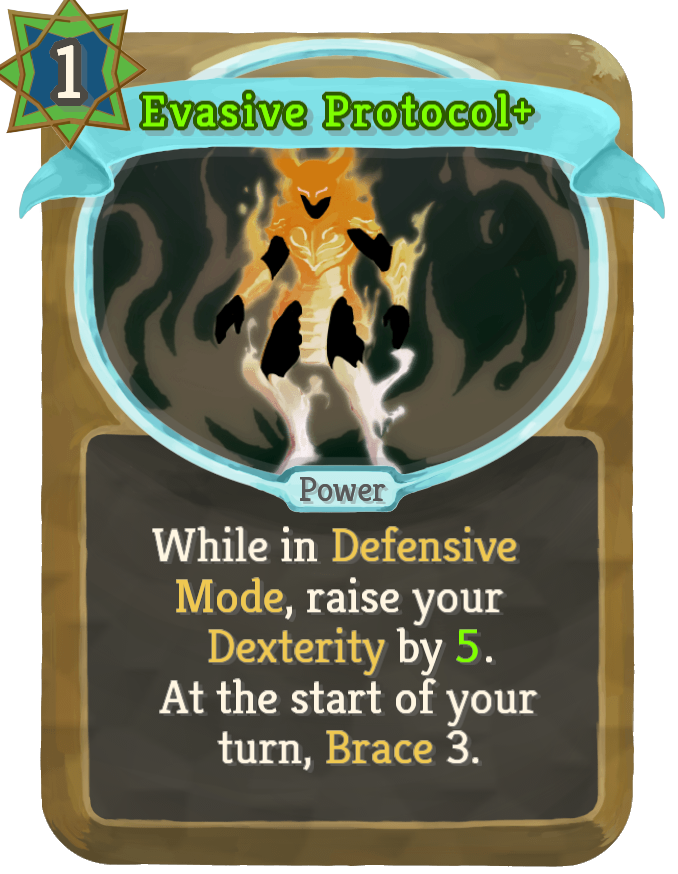 1
Evasive Protocol+
Power
While in Defensive
Mode, raise your
Dexterity by 5.
At the start of your
turn, Brace 3.